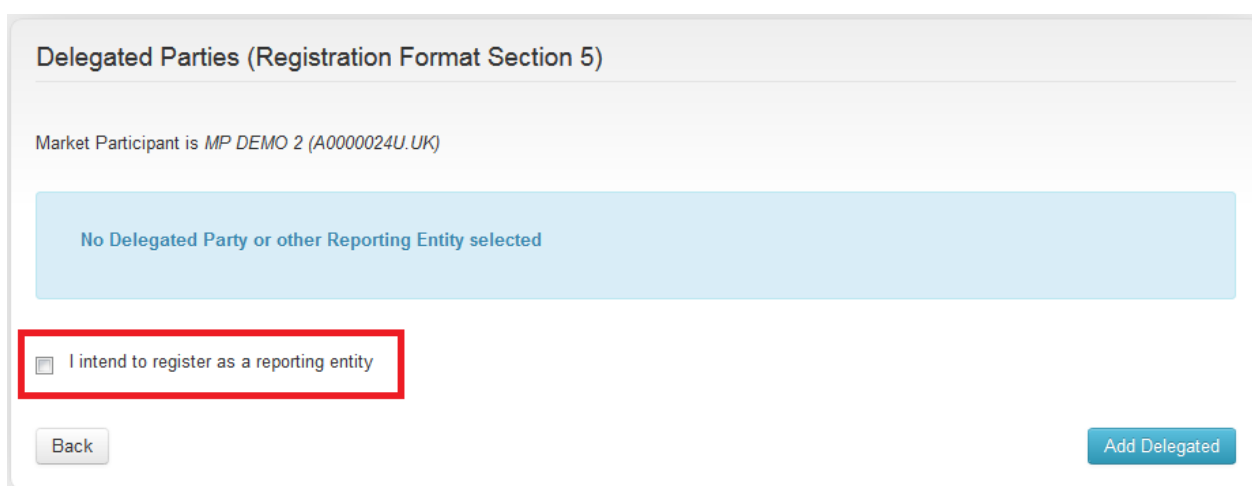 Delegated Parties (Registration Format Section 5)
Market Participant is MP DEMO 2 (A0000024U.UK)
No Delegated Party or other Reporting Entity selected
I intend to register as a reporting entity
Back
Add Delegated